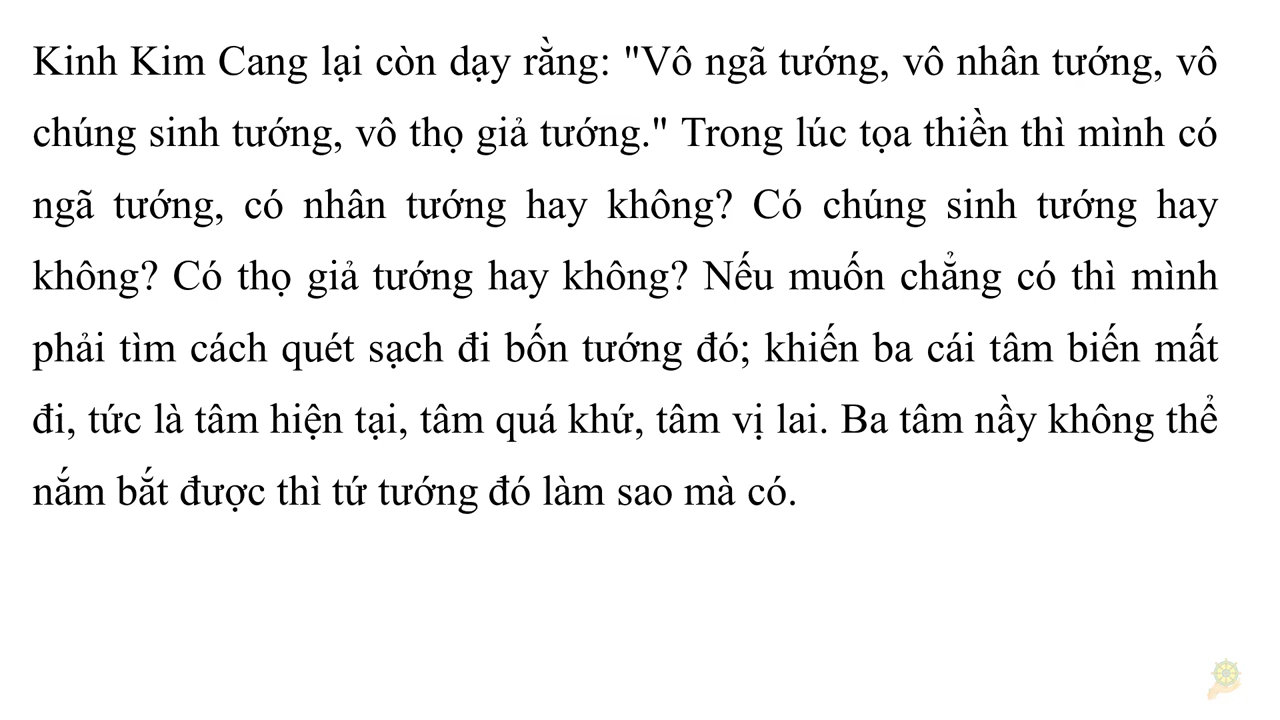 Kinh Kim Cang lại còn dạy rằng: "Vô ngã tướng, vô nhân tướng, vô
chúng sinh tướng, vô thọ giả tướng." Trong lúc tọa thiền thì mình có
ngã tướng, có nhân tướng hay không? Có chúng sinh tướng hay
không? Có thọ giả tướng hay không? Nếu muốn chẳng có thì mình
phải tìm cách quét sạch đi bốn tướng đó; khiến ba cái tâm biến mất
đi, tức là tâm hiện tại, tâm quá khứ, tâm vị lai. Ba tâm nầy không thể
nắm bắt được thì tứ tướng đó làm sao mà có.